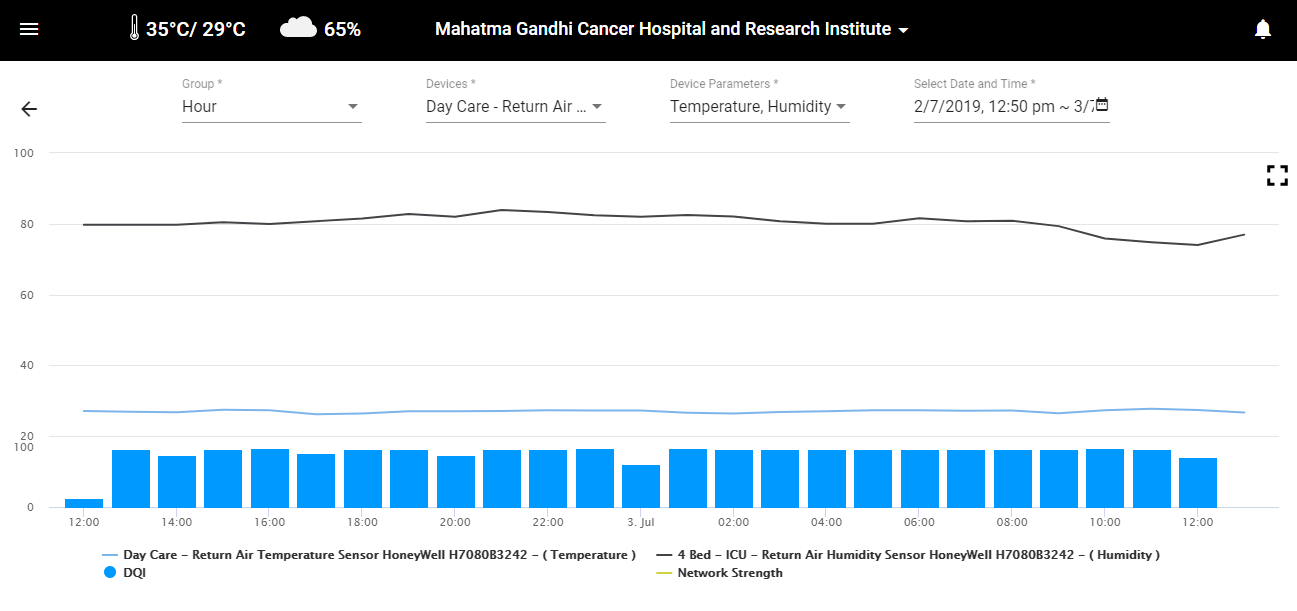 35°C/ 29°C 65% Mahatma Gandhi Cancer Hospital and Research Institute
Group * Devices * Device Parameters * Select Date and Time *
Hour Day Care - Return Air ... Temperature, Humidity 2/7/2019, 12:50 pm ~ 3/7
100
80
60
40
20
100
0
12:00 14:00 16:00 18:00 20:00 22:00 3. Jul 02:00 04:00 06:00 08:00 10:00 12:00
Day Care - Return Air Temperature Sensor HoneyWell H7080B3242 - ( Temperature ) 4 Bed - ICU - Return Air Humidity Sensor HoneyWell H7080B3242 - ( Humidity )
DQI Network Strength